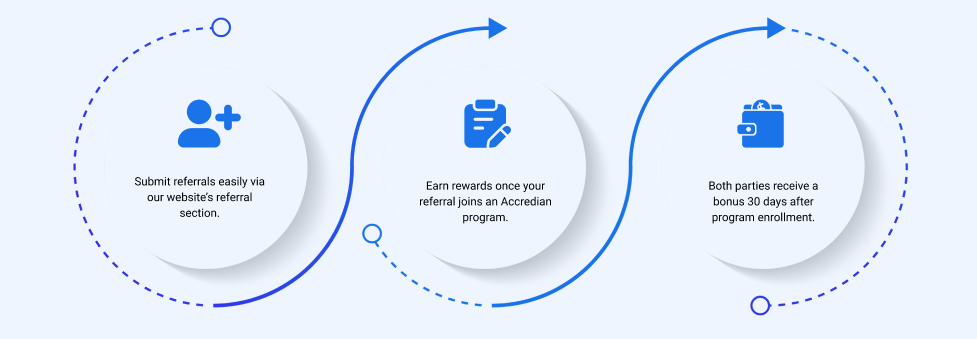 Submit referrals easily via
our website's referral
section.
Earn rewards once your
referral joins an Accredian
program.
Both parties receive a
bonus 30 days after
program enrollment.